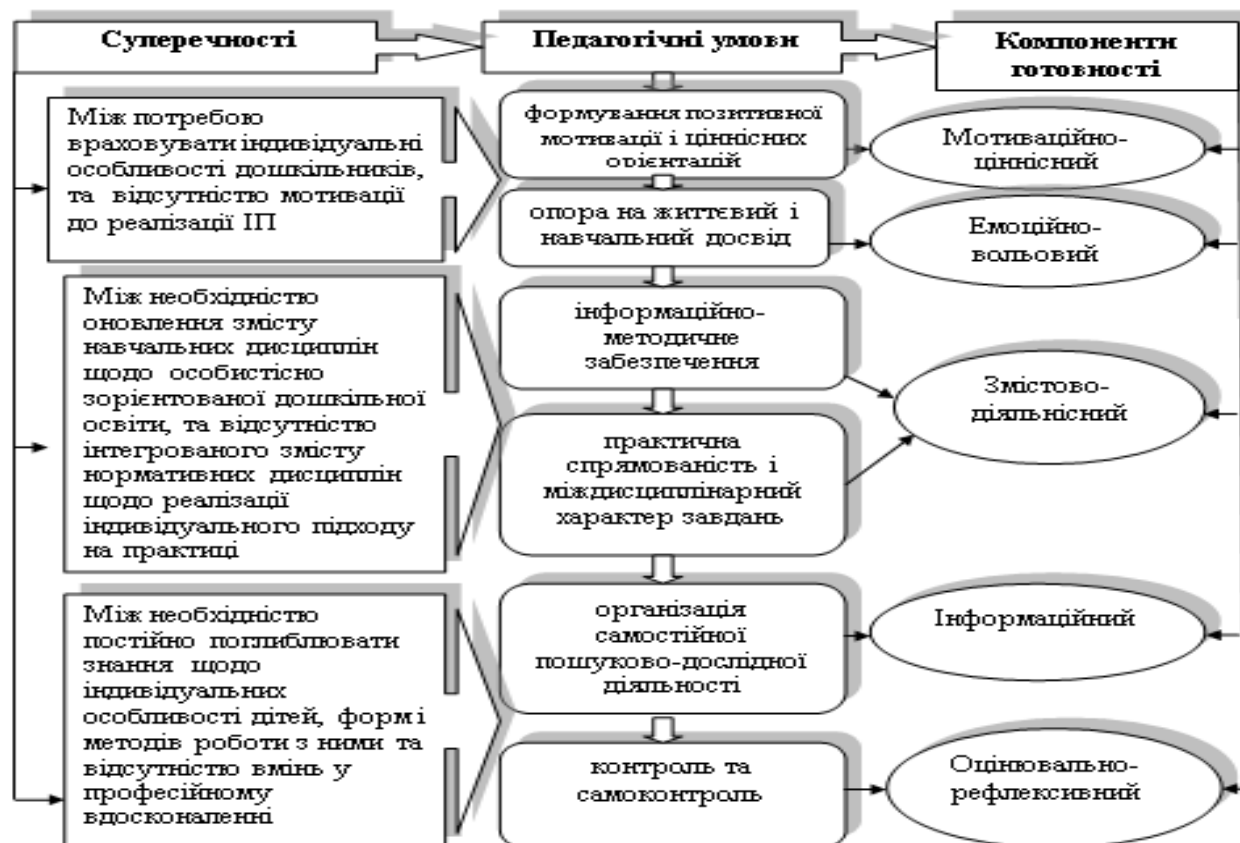 Суперечності
Педагогічні умови
Компоненти
готовності
Між потребою
враховувати індивідуальні
особливості дошкільників,
та відсутністю мотивації
до реалізації ІП
формування позитивної
мотивації і ціннісних
орієнтацій
Мотиваційно-
ціннісний
опора на життєвий і
навчальний досвід
Емоційно-
вольовий
Між необхідністю
оновлення змісту
навчальних дисциплін
щодо особистісно
зорієнтованої дошкільної
освіти, та відсутністю
інтегрованого змісту
нормативних дисциплін
щодо реалізації
індивідуального підходу
на практиці
інформаційно-
методичне
забезпечення
практична
спрямованість і
міждисциплінарний
характер завдань
Змістово-
діяльнісний
Між необхідністю
постійно поглиблювати
знання щодо
індивідуальних
особливості дітей, форм і
методів роботи з ними та
відсутністю вмінь у
професійному
вдосконаленні
організація
самостійної
пошуково-дослідної
діяльності
Інформаційний
контроль та
самоконтроль
Оцінювально-
рефлексивний